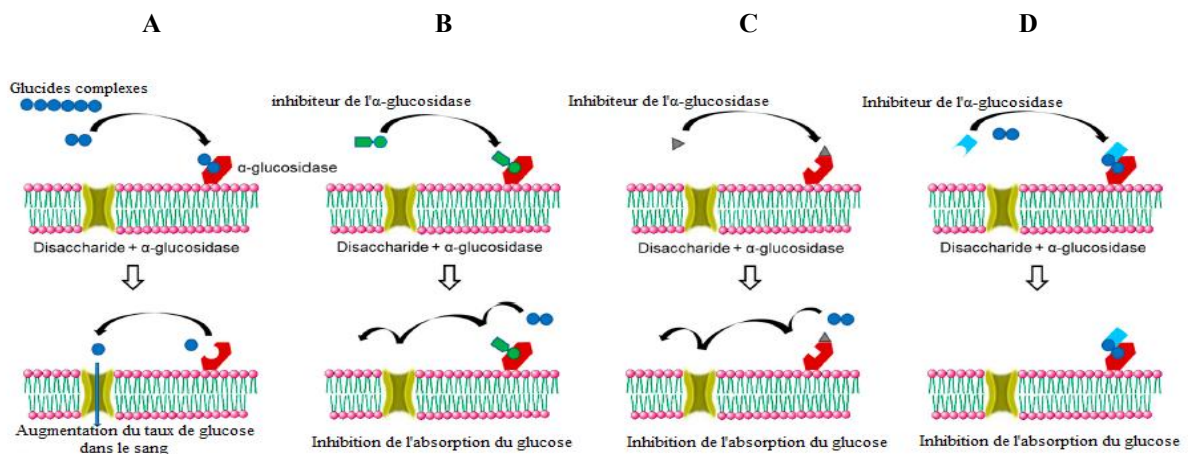 A
B
C
D
Glucides complexes
α-glucosidase
Disaccharide + α-glucosidase
Augmentation du taux de glucose
dans le sang
inhibiteur de l'α-glucosidase
Disaccharide + α-glucosidase
Inhibition de l'absorption du glucose
Inhibiteur de l'α-glucosidase
Disaccharide + α-glucosidase
Inhibition de l'absorption du glucose
Inhibiteur de l'α-glucosidase
Disaccharide + α-glucosidase
Inhibition de l'absorption du glucose